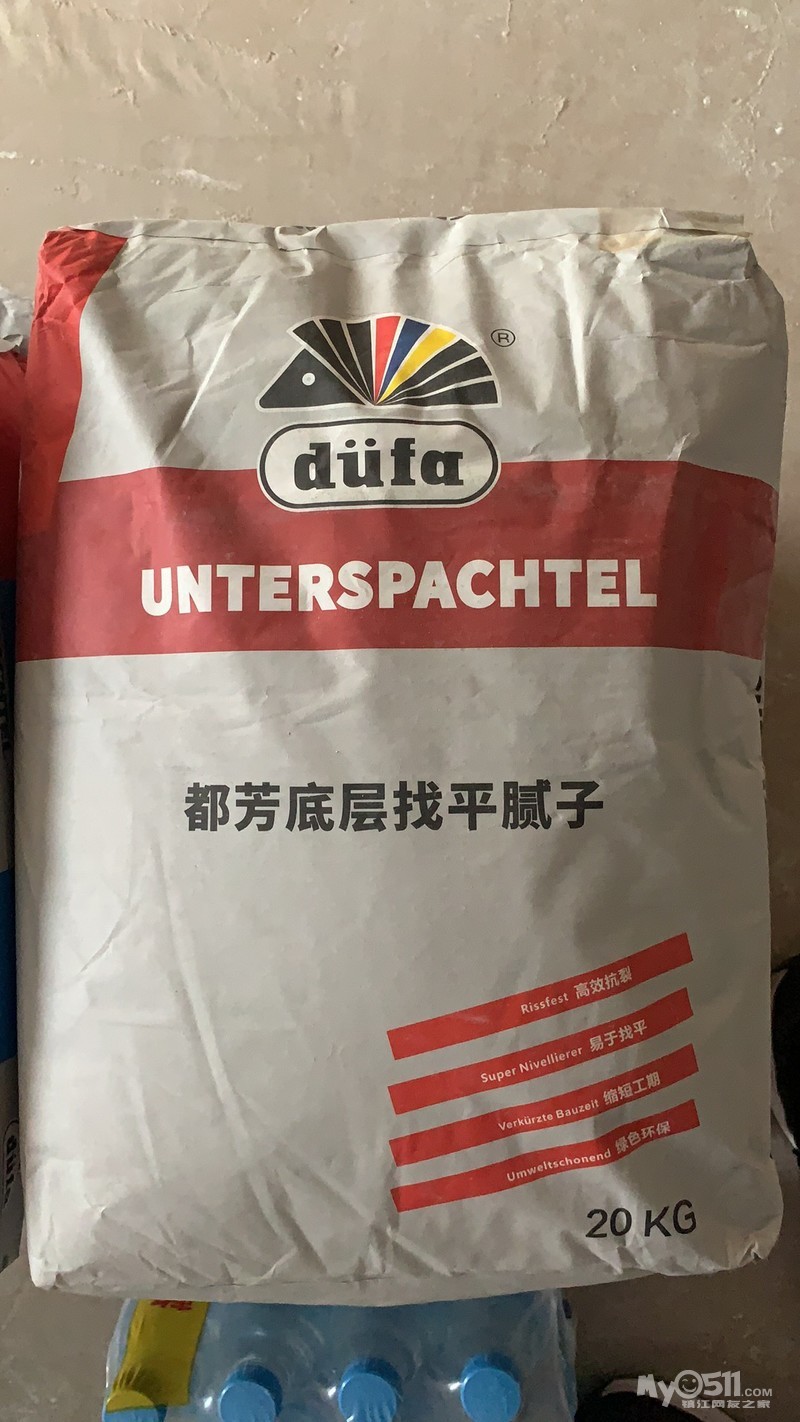 ®
düfa
UNTERSPACHTEL
都芳底层找平腻子
Rissfest 高效抗裂
Super Nivellierer 易于找平
Verkürzte Bauzeit 缩短工期
Umweltschonend 绿色环保
20 KG
düfa
My0511.COM
镇江网友之家